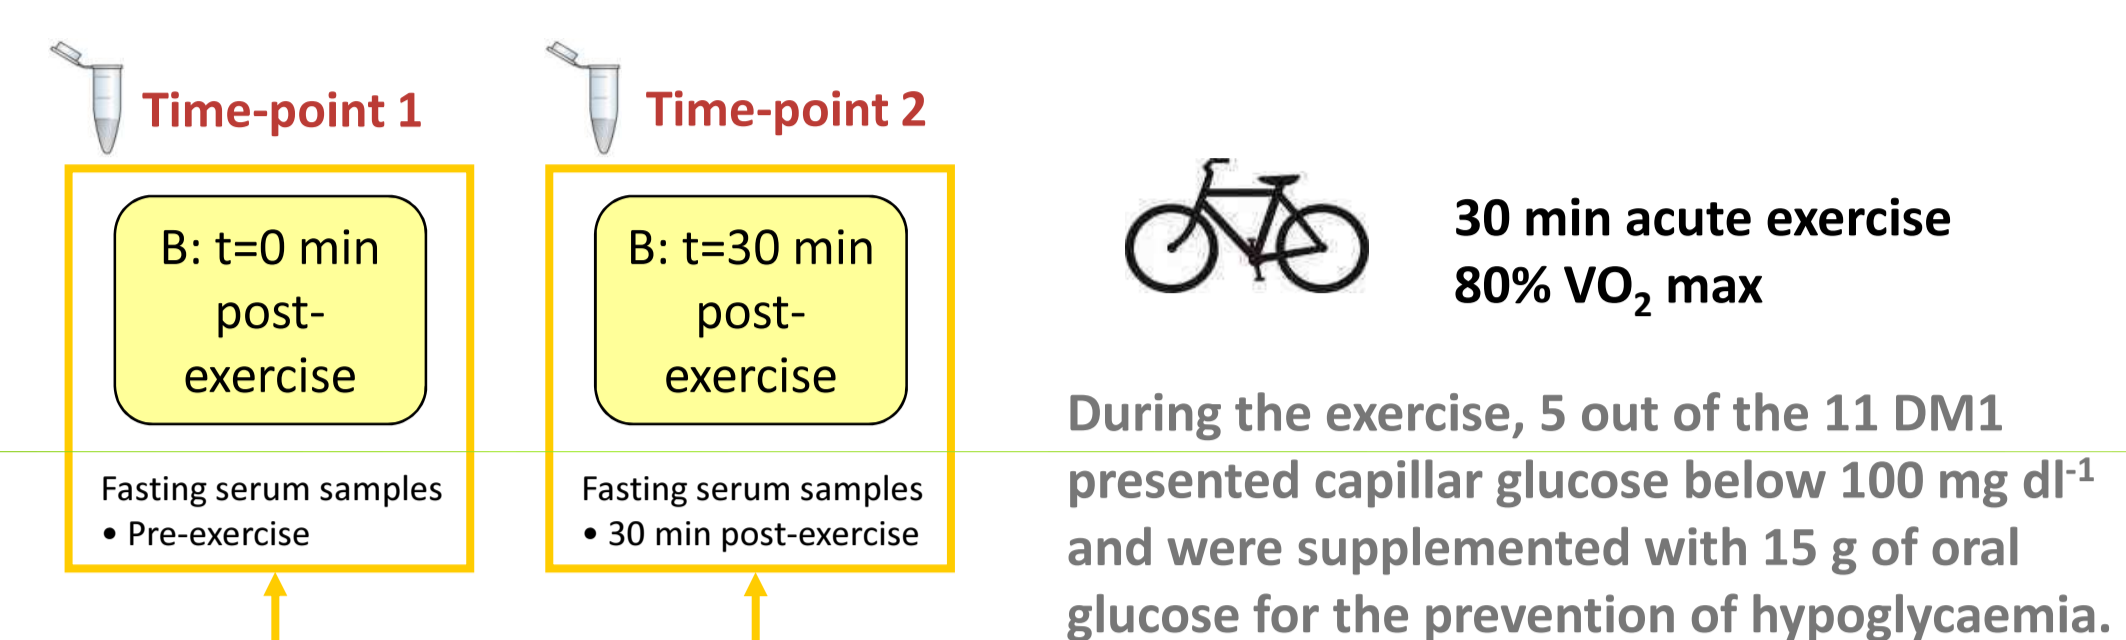 Time-point 1
B: t=0 min
post-
exercise
Fasting serum samples
• Pre-exercise
Time-point 2
B: t=30 min
post-
exercise
Fasting serum samples
• 30 min post-exercise
30 min acute exercise
80% VO₂ max
During the exercise, 5 out of the 11 DM1
presented capillar glucose below 100 mg dl⁻¹
and were supplemented with 15 g of oral
glucose for the prevention of hypoglycaemia.